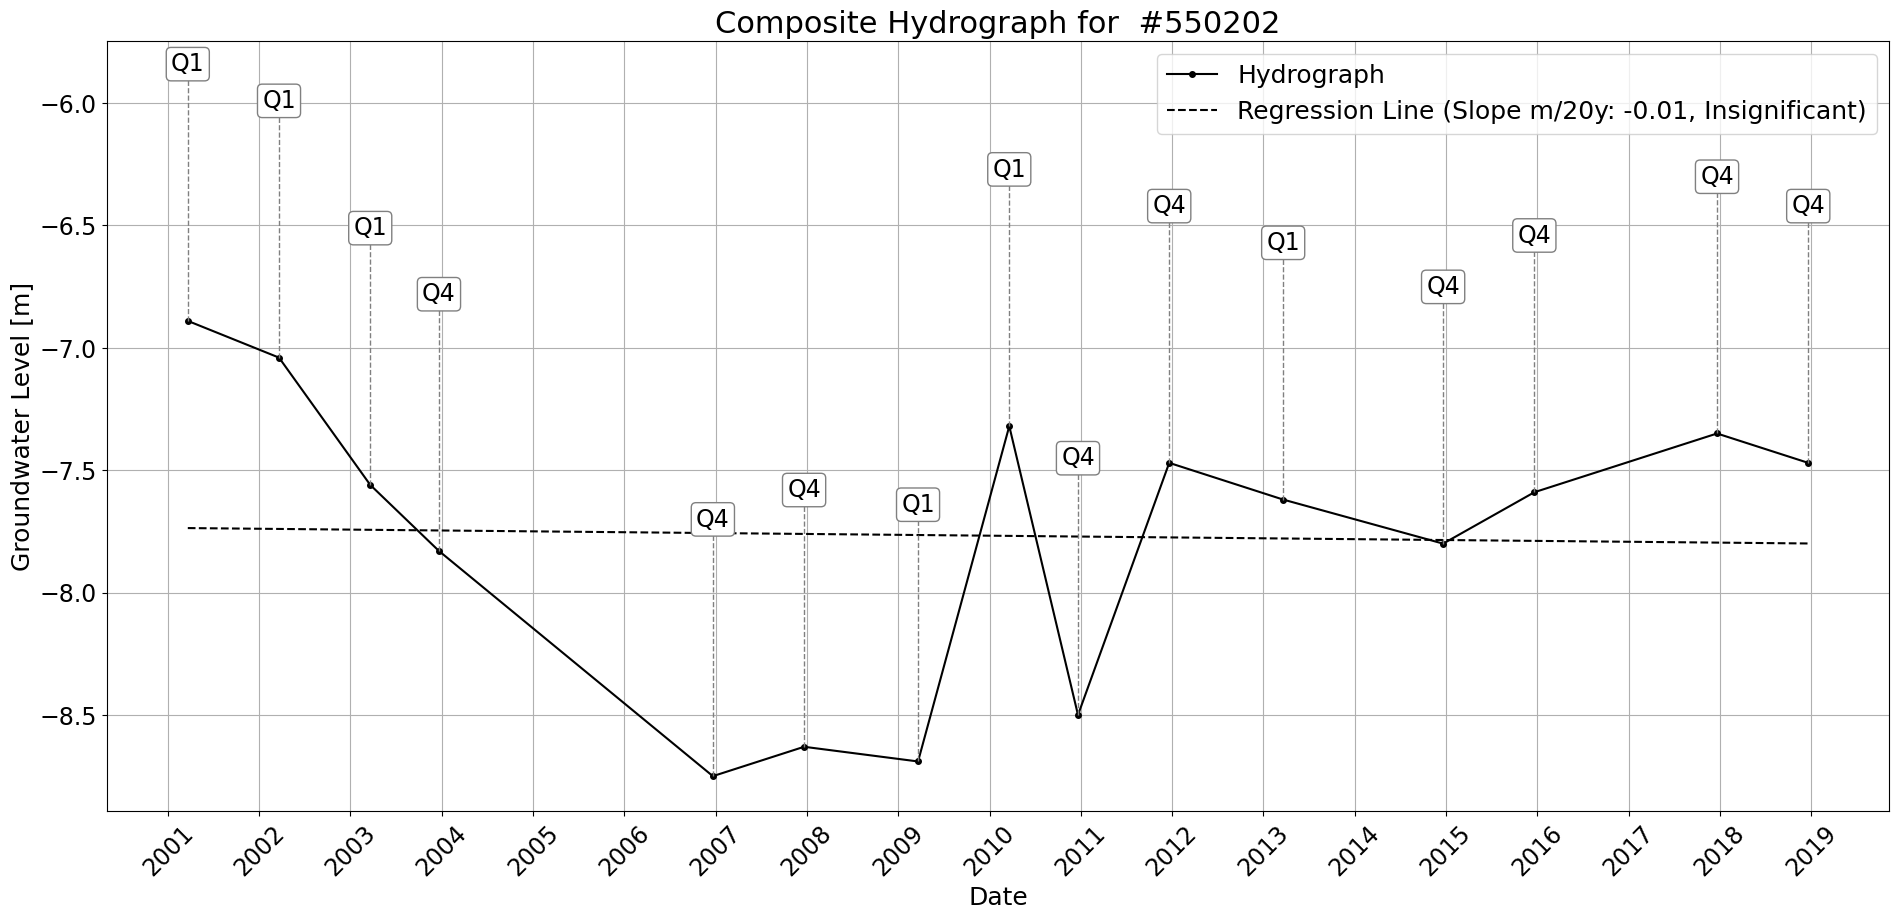 Composite Hydrograph for  #550202
Hydrograph
Regression Line (Slope m/20y: -0.01, Insignificant)
Q1
Q1
Q1
Q4
Q4
Q4
Q1
Q1
Q4
Q4
Q1
Q4
Q4
Q4
Q4
Groundwater Level [m]
−6.0
−6.5
−7.0
−7.5
−8.0
−8.5
2001
2002
2003
2004
2005
2006
2007
2008
2009
2010
2011
2012
2013
2014
2015
2016
2017
2018
2019
Date